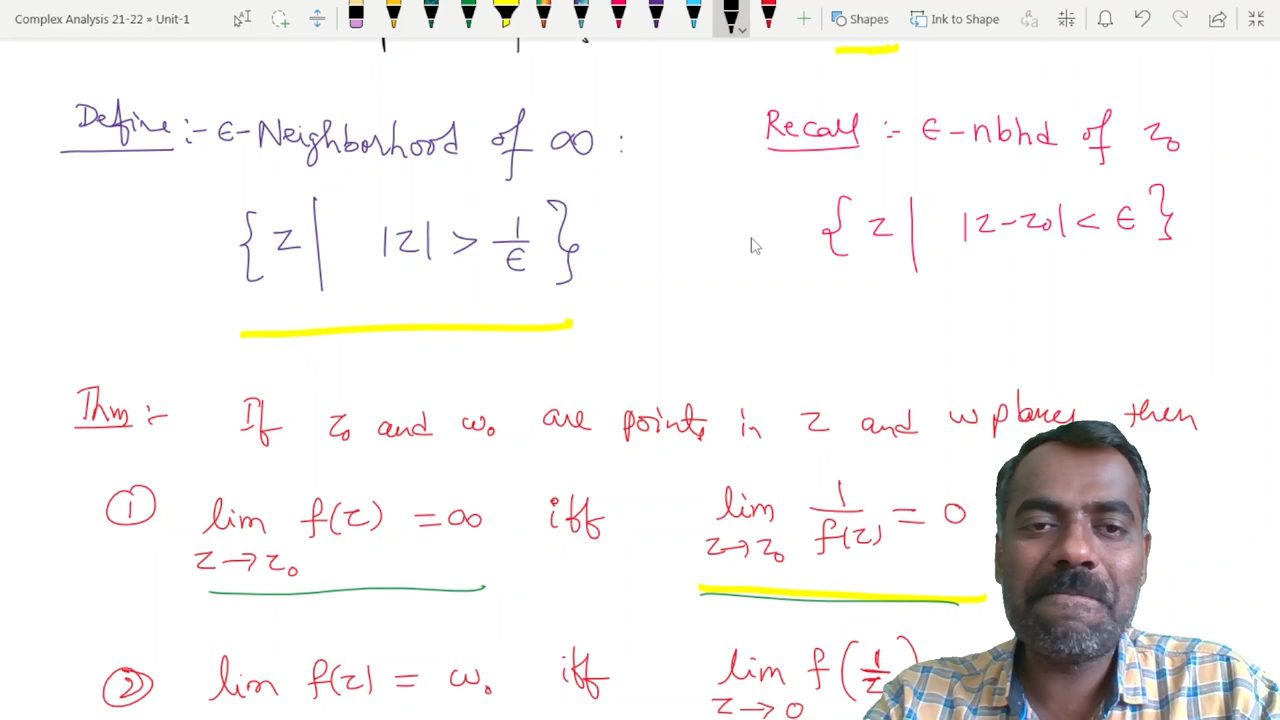 Complex Analysis 21-22 » Unit-1
Shapes
Ink to Shape
Define :- ϵ-Neighborhood of ∞ :
{ z | |z| > 1/ϵ }
Recall :- ϵ-nbhd of z₀
{ z | |z-z₀| < ϵ }
Thm :- If z₀ and w₀ are points in z and w planes then
① lim z→z₀ f(z) = ∞ iff lim z→z₀ 1/f(z) = 0
② lim f(z) = w₀ iff lim z→0 f(1/z)